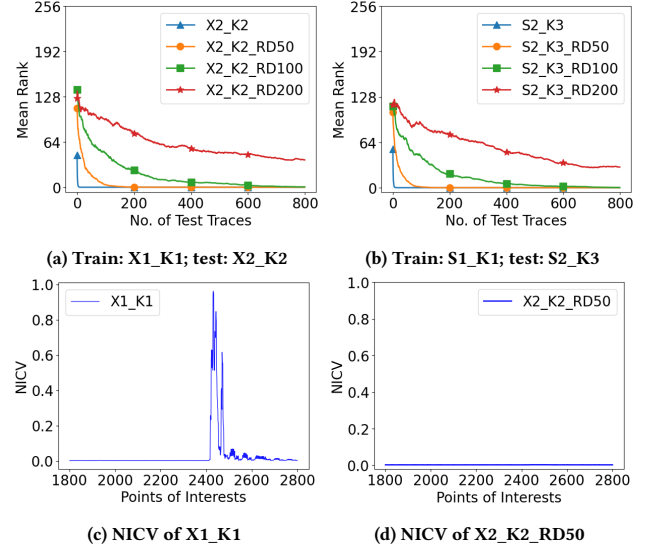 256
192
128
64
0
Mean Rank
X2_K2
X2_K2_RD50
X2_K2_RD100
X2_K2_RD200
0 200 400 600 800
No. of Test Traces
(a) Train: X1_K1; test: X2_K2
256
192
128
64
0
Mean Rank
S2_K3
S2_K3_RD50
S2_K3_RD100
S2_K3_RD200
0 200 400 600 800
No. of Test Traces
(b) Train: S1_K1; test: S2_K3
1.0
0.8
0.6
0.4
0.2
0.0
NICV
X1_K1
1800 2000 2200 2400 2600 2800
Points of Interests
(c) NICV of X1_K1
1.0
0.8
0.6
0.4
0.2
0.0
NICV
X2_K2_RD50
1800 2000 2200 2400 2600 2800
Points of Interests
(d) NICV of X2_K2_RD50